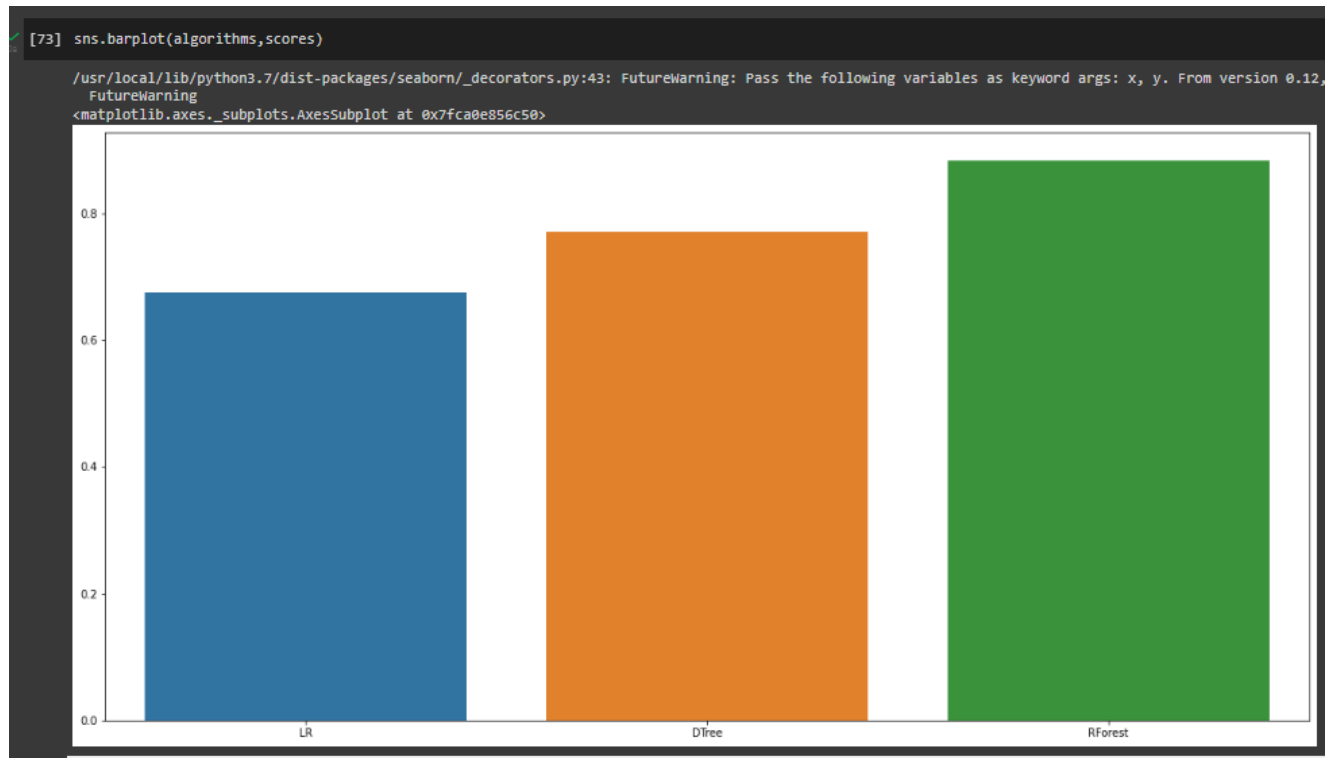 [73] sns.barplot(algorithms,scores)
/usr/local/lib/python3.7/dist-packages/seaborn/_decorators.py:43: FutureWarning: Pass the following variables as keyword args: x, y. From version 0.12,
FutureWarning
<matplotlib.axes._subplots.AxesSubplot at 0x7fca0e856c50>
0.8
0.6
0.4
0.2
0.0
LR DTree RForest